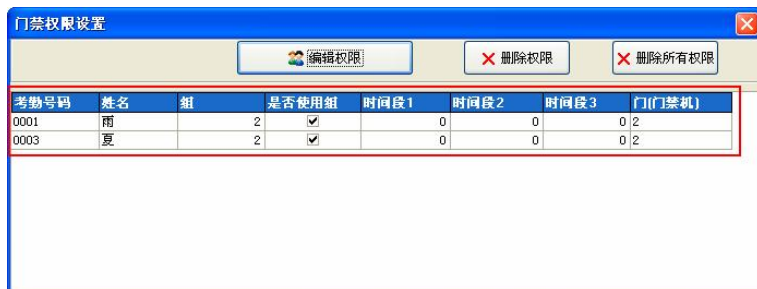 门禁权限设置
编辑权限 删除权限 删除所有权限
考勤号码 姓名 组 是否使用组 时间段1 时间段2 时间段3 门(门禁机)
0001 雨 2 0 0 0 2
0003 夏 2 0 0 0 2